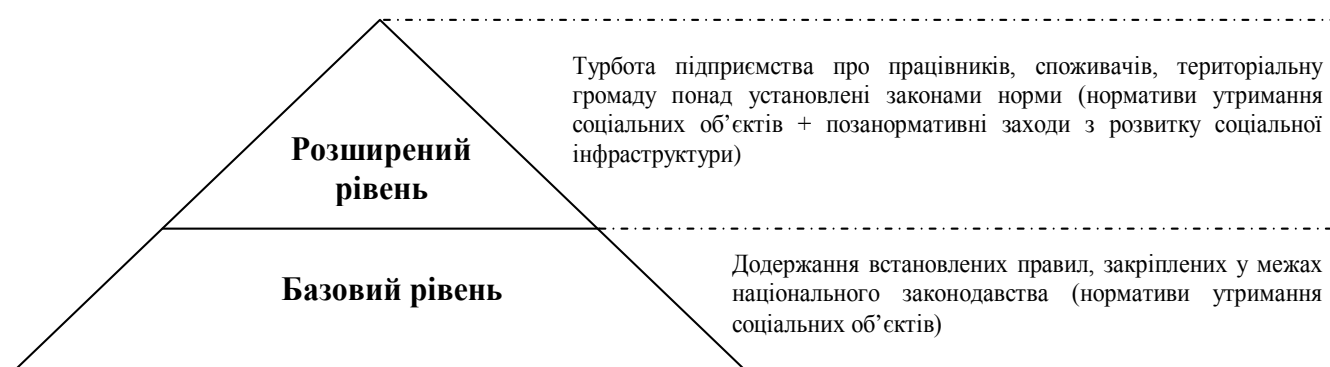 Турбота підприємства про працівників, споживачів, територіальну
громаду понад установлені законами норми (нормативи утримання
соціальних об’єктів + позанормативні заходи з розвитку соціальної
інфраструктури)
Розширений
рівень
Базовий рівень
Додержання встановлених правил, закріплених у межах
національного законодавства (нормативи утримання
соціальних об’єктів)